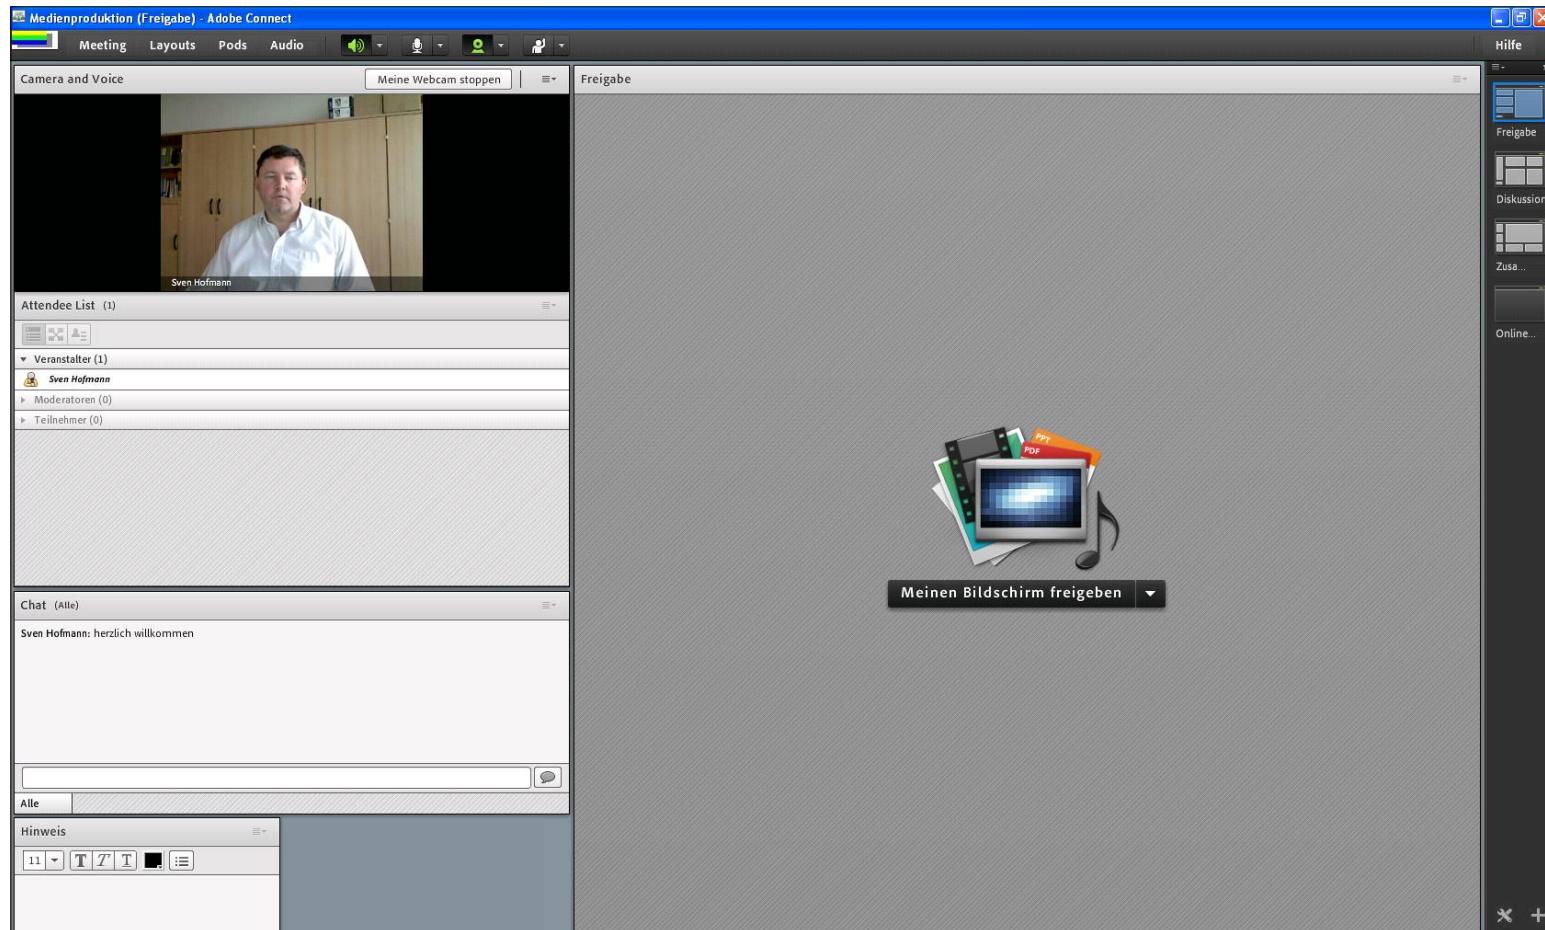 Medienproduktion (Freigabe) - Adobe Connect
Meeting Layouts Pods Audio Hilfe
Camera and Voice Meine Webcam stoppen
Sven Hofmann
Attendee List (1)
Veranstalter (1)
Sven Hofmann
Moderatoren (0)
Teilnehmer (0)
Chat (Alle)
Sven Hofmann: herzlich willkommen
Alle
Hinweis
11 T T T
Freigabe
PPT
PDF
Meinen Bildschirm freigeben
Freigabe
Diskussion
Zusa...
Online...